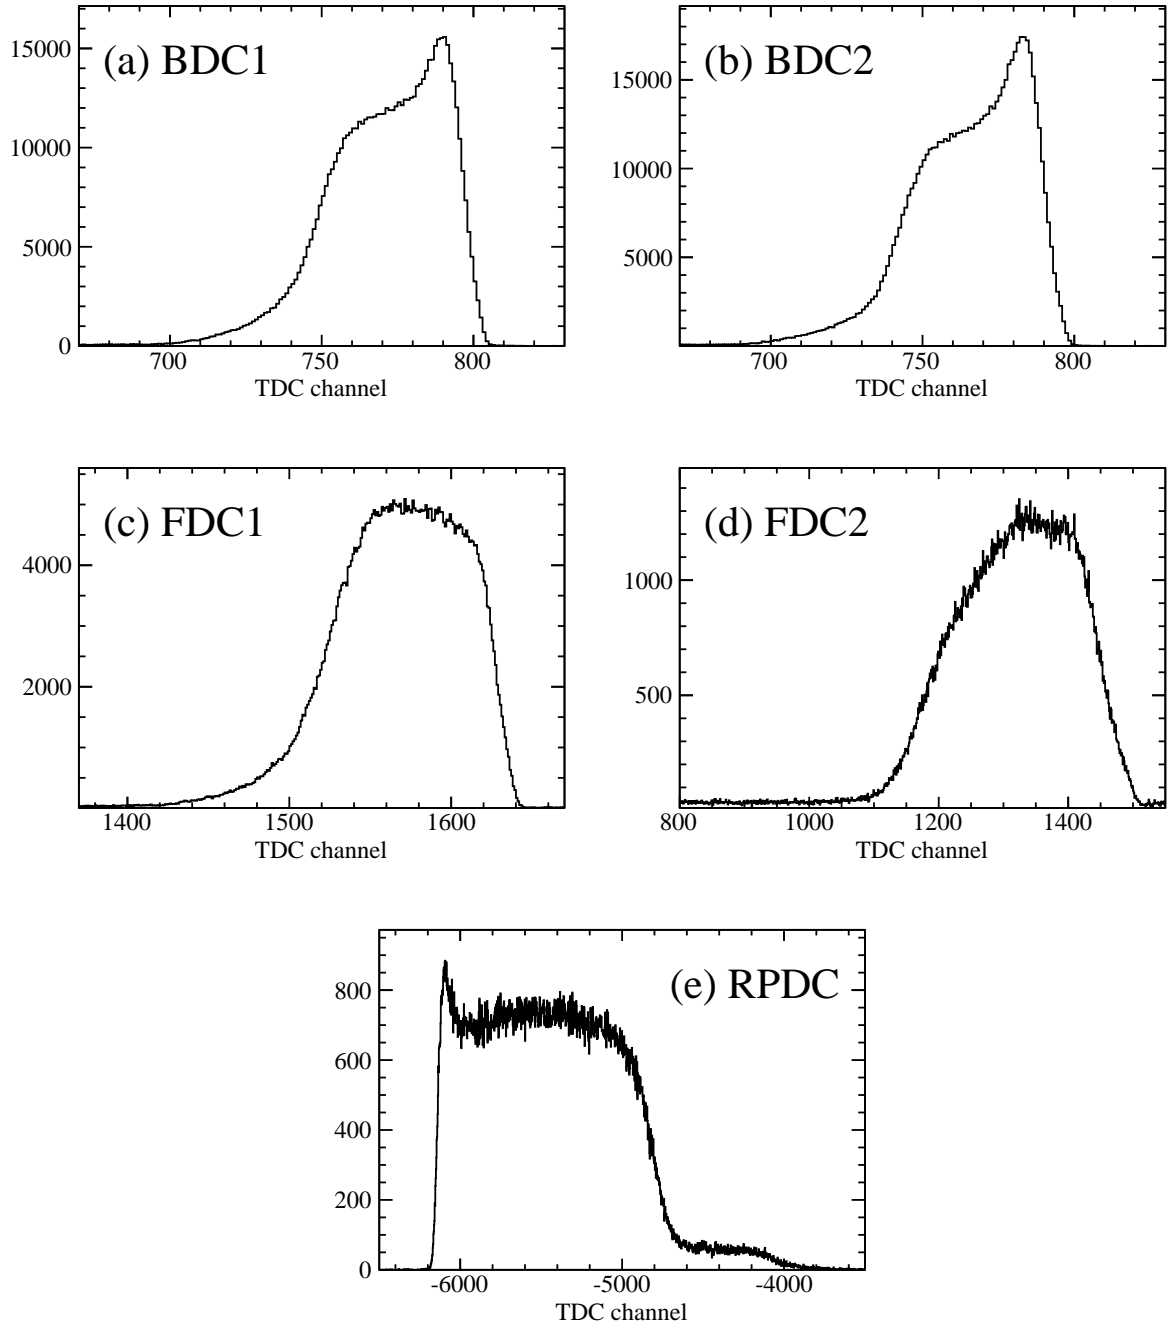 (a) BDC1
15000
10000
5000
0
700 750 800
TDC channel
(b) BDC2
15000
10000
5000
700 750 800
TDC channel
(c) FDC1
4000
2000
1400 1500 1600
TDC channel
(d) FDC2
1000
500
800 1000 1200 1400
TDC channel
(e) RPDC
800
600
400
200
0
-6000 -5000 -4000
TDC channel